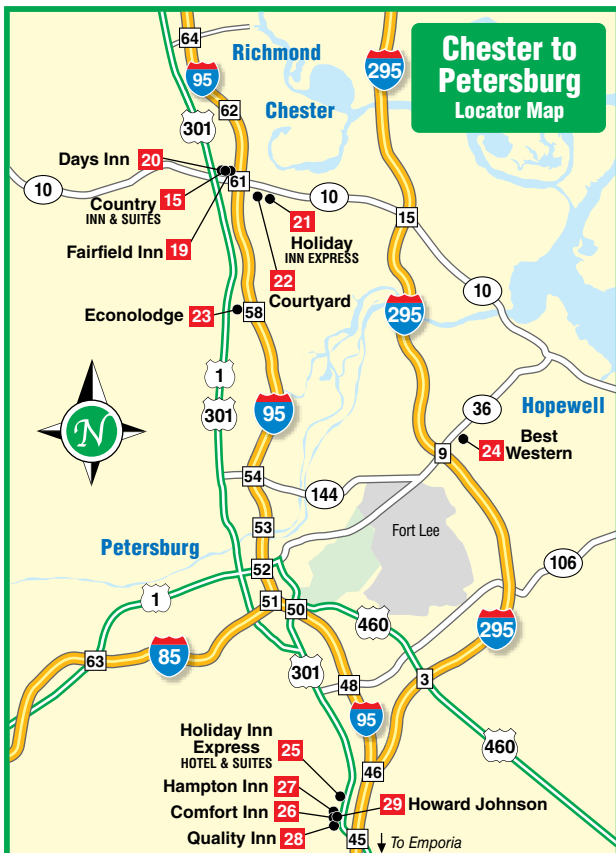 64
Richmond
295
Chester to
Petersburg
Locator Map
95
Chester
62
301
Days Inn 20
61
10
Country 15
INN & SUITES
10
21
Holiday
INN EXPRESS
15
Fairfield Inn 19
22
Courtyard
10
Econolodge 23
58
295
1
301
95
36
Hopewell
N
9
24 Best
Western
54
144
53
Fort Lee
Petersburg
52
106
1
51
50
460
295
85
63
301
48
3
95
460
Holiday Inn
Express
HOTEL & SUITES
25
46
Hampton Inn 27
Comfort Inn 26
29 Howard Johnson
Quality Inn 28
45
To Emporia